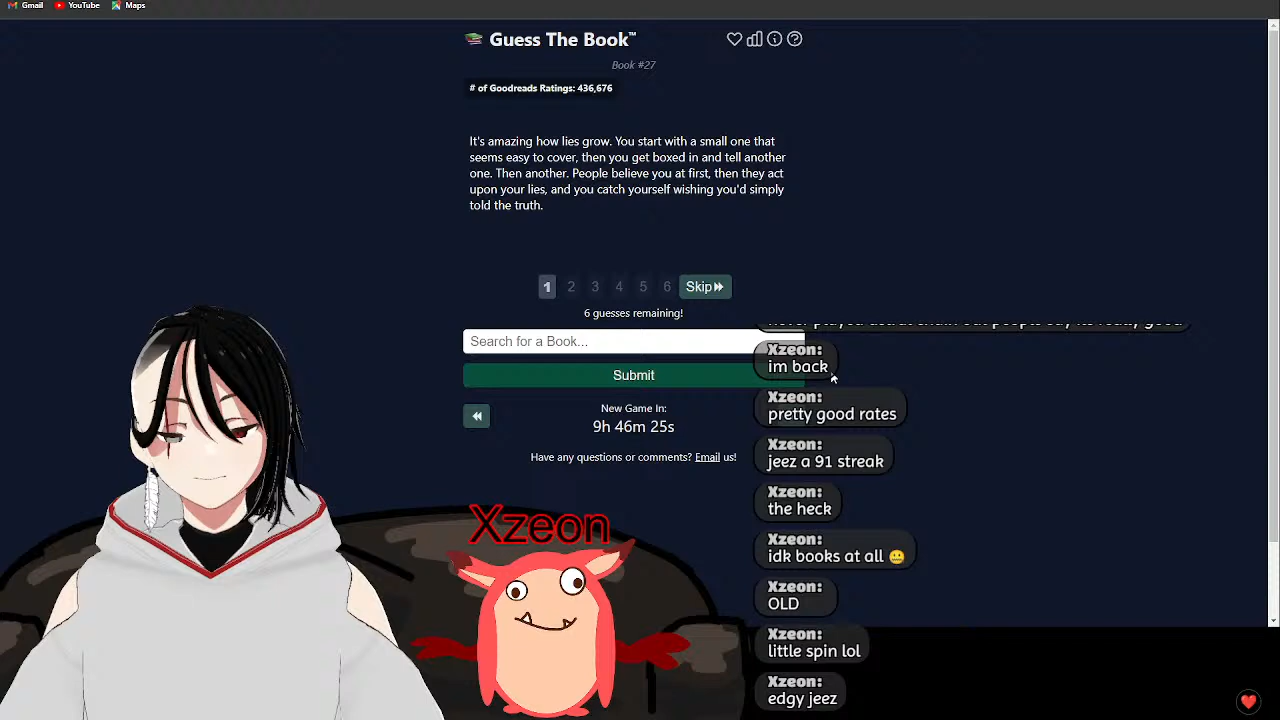 Gmail YouTube Maps
Guess The Book™
Book #27
# of Goodreads Ratings: 436,676
It's amazing how lies grow. You start with a small one that
seems easy to cover, then you get boxed in and tell another
one. Then another. People believe you at first, then they act
upon your lies, and you catch yourself wishing you'd simply
told the truth.
1 2 3 4 5 6 Skip
6 guesses remaining!
Search for a Book...
Submit
New Game In:
9h 46m 25s
Have any questions or comments? Email us!
Xzeon:
im back
Xzeon:
pretty good rates
Xzeon:
jeez a 91 streak
Xzeon:
the heck
Xzeon:
idk books at all 😐
Xzeon:
OLD
Xzeon:
little spin lol
Xzeon:
edgy jeez
Xzeon